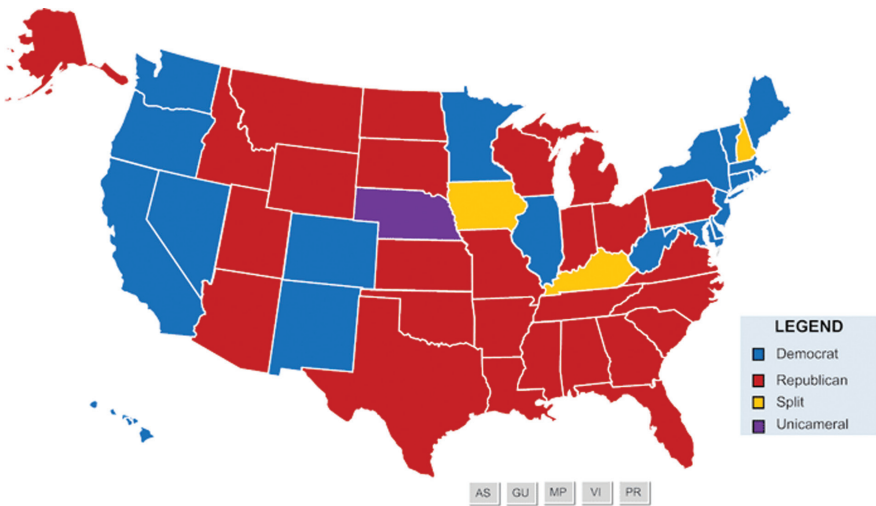 LEGEND
Democrat
Republican
Split
Unicameral
AS GU MP VI PR